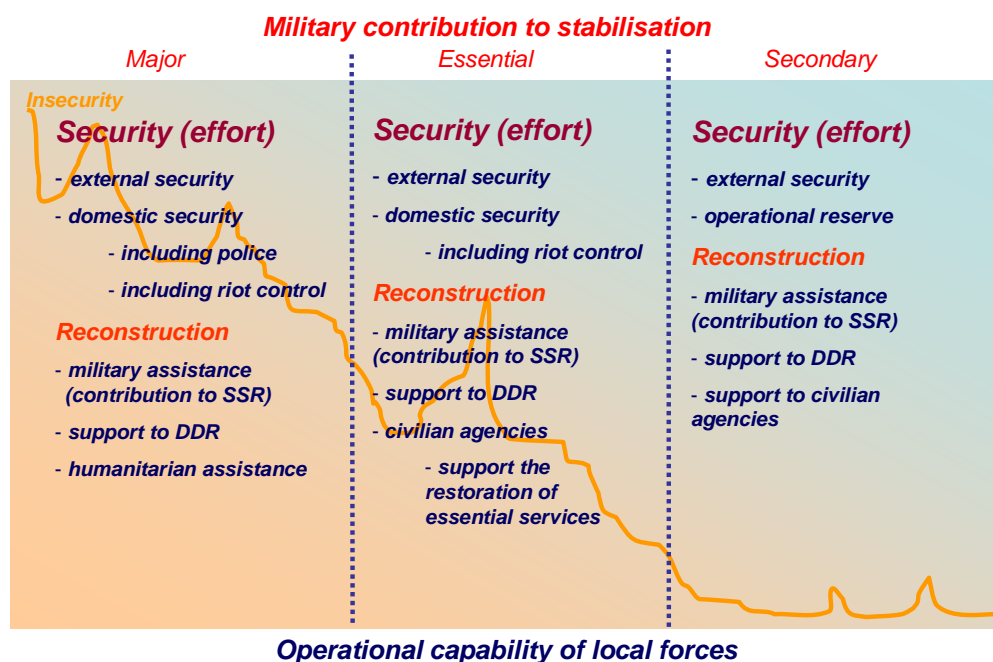 Military contribution to stabilisation
Major
Essential
Secondary
Insecurity
Security (effort)
- external security
- domestic security
- including police
- including riot control
Reconstruction
- military assistance
(contribution to SSR)
- support to DDR
- humanitarian assistance
Security (effort)
- external security
- domestic security
- including riot control
Reconstruction
- military assistance
(contribution to SSR)
- support to DDR
- civilian agencies
- support the
restoration of
essential services
Security (effort)
- external security
- operational reserve
Reconstruction
- military assistance
(contribution to SSR)
- support to DDR
- support to civilian
agencies
Operational capability of local forces